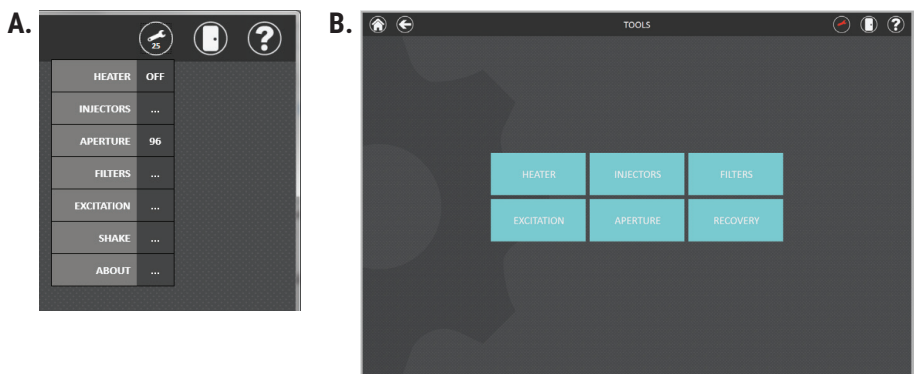 A.
25
HEATER OFF
INJECTORS ...
APERTURE 96
FILTERS ...
EXCITATION ...
SHAKE ...
ABOUT ...
B.
TOOLS
HEATER INJECTORS FILTERS
EXCITATION APERTURE RECOVERY